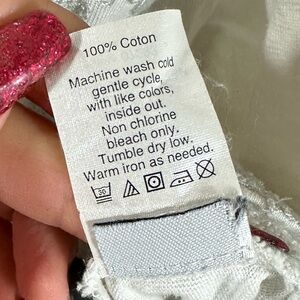 100% Coton
Machine wash cold
gentle cycle,
with like colors,
inside out.
Non chlorine
bleach only.
Tumble dry low.
Warm iron as needed.
30